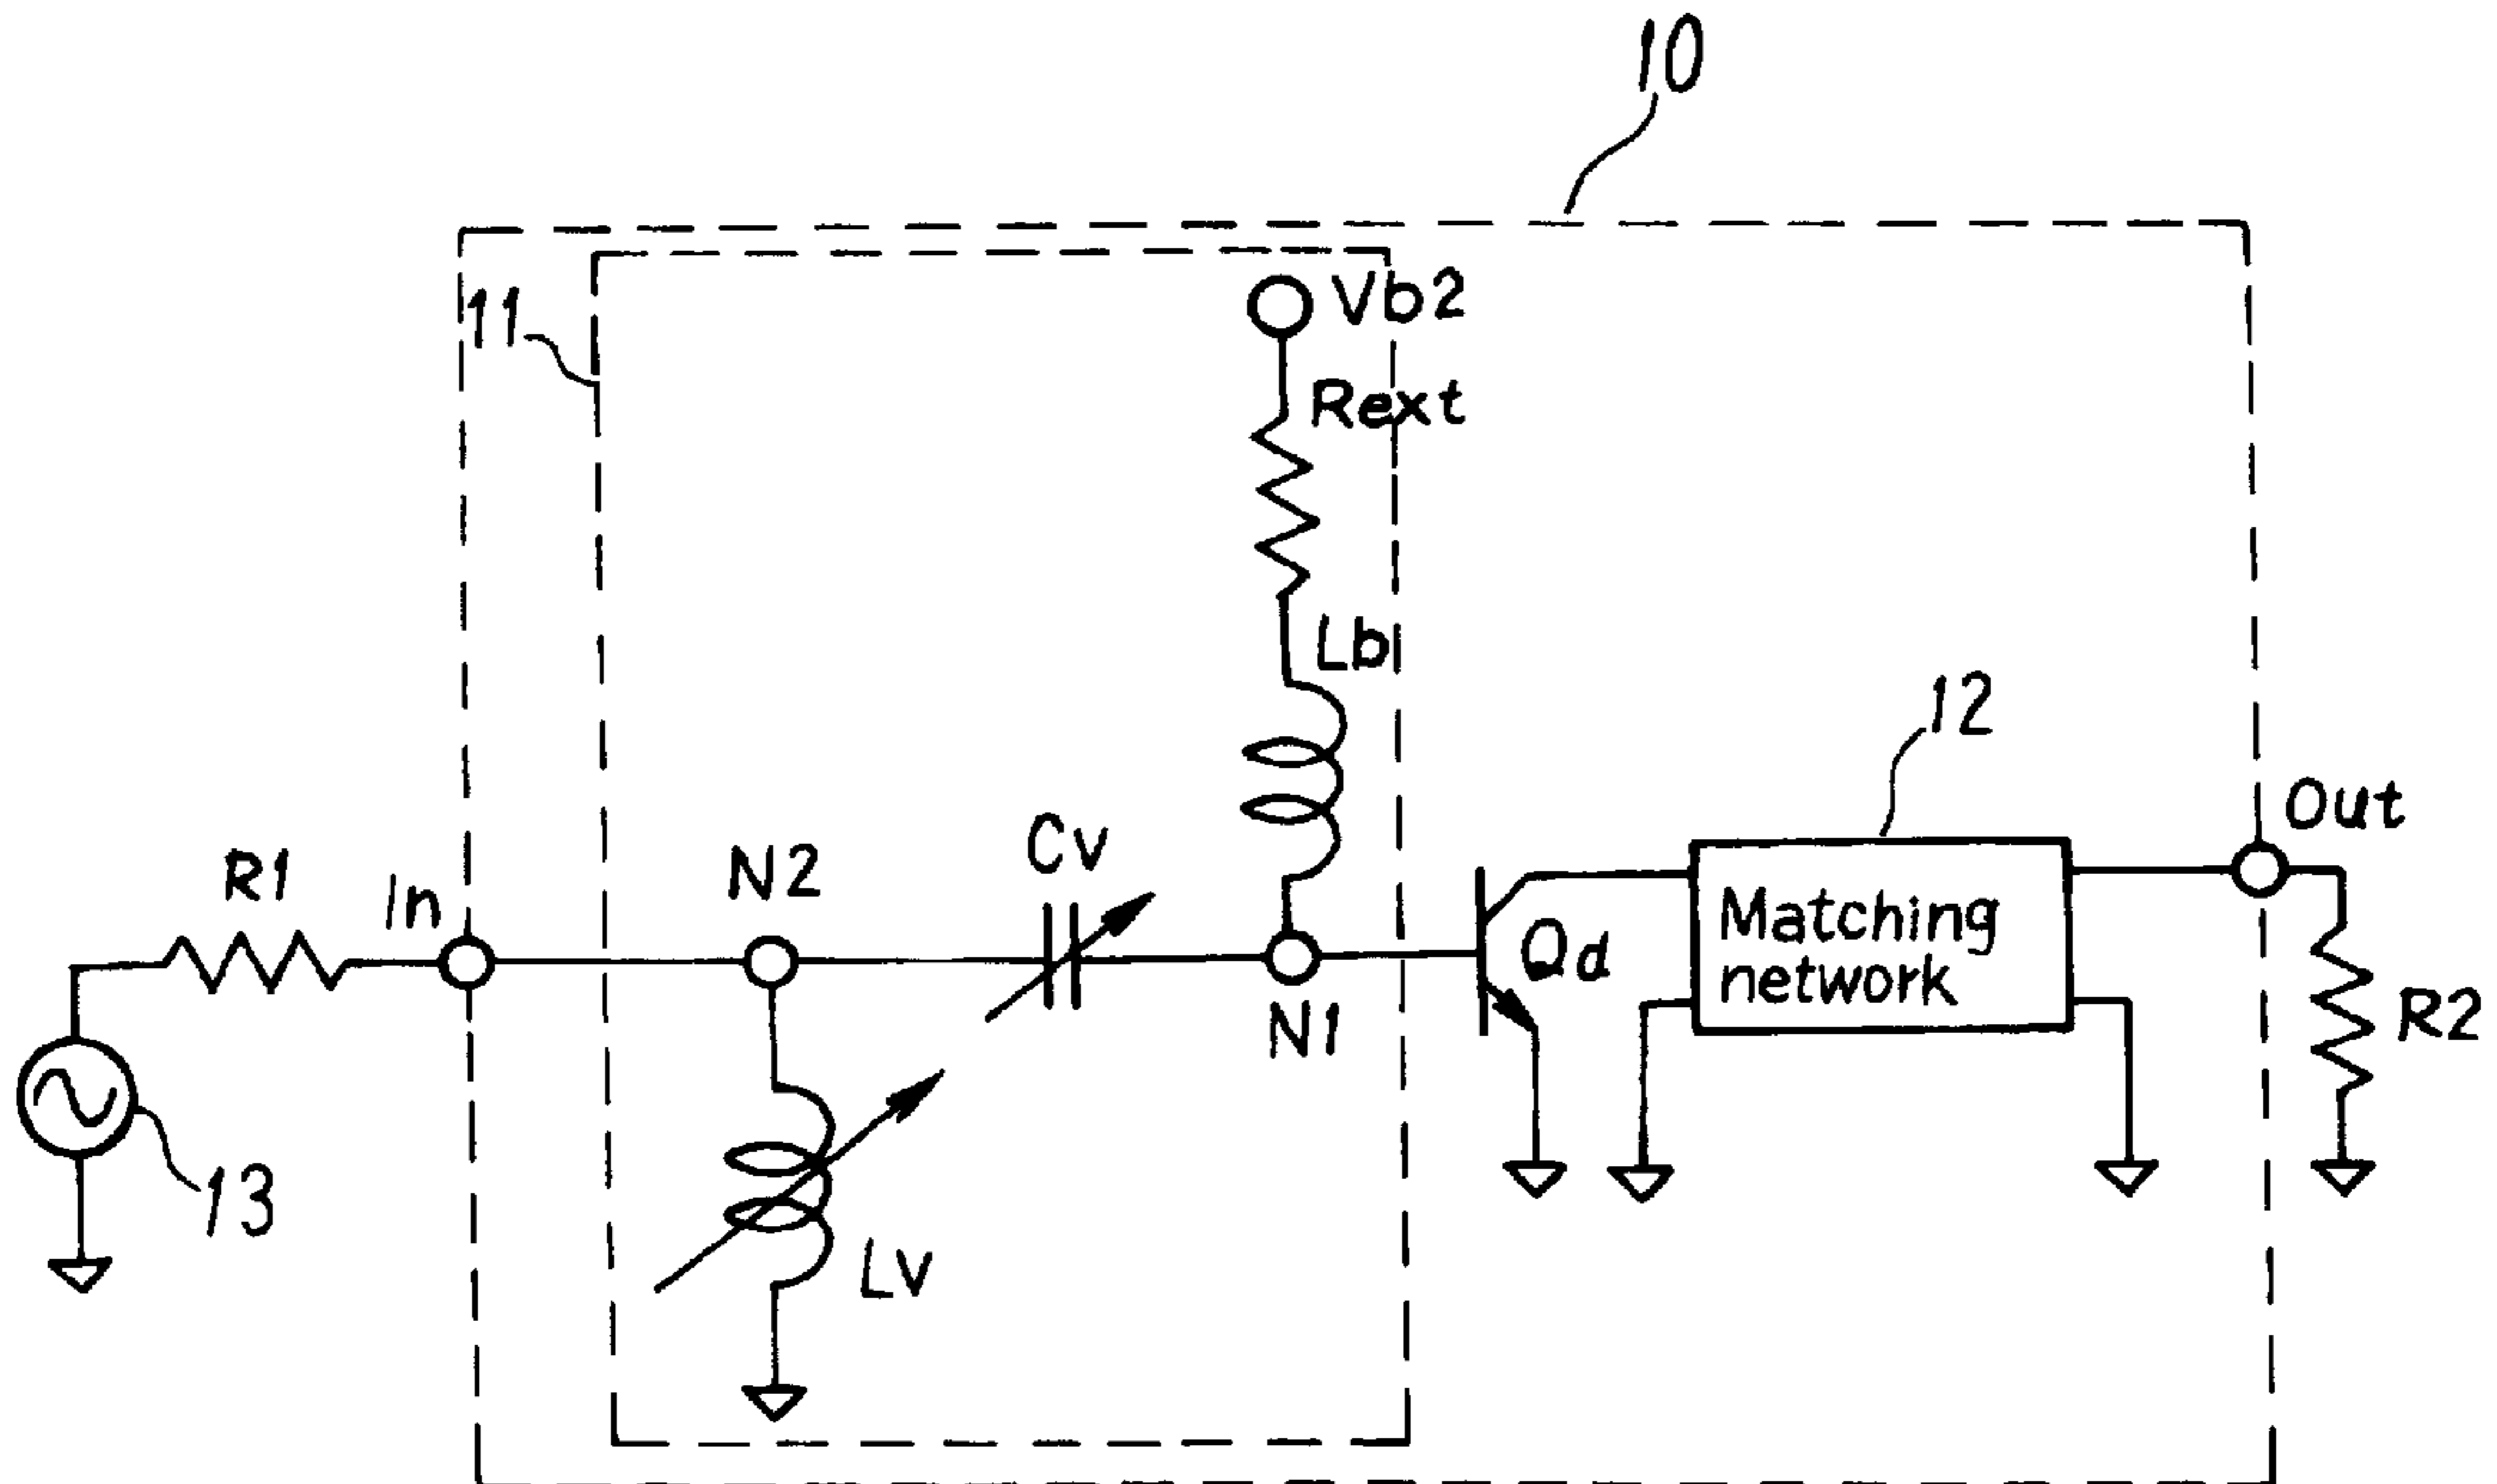 10
11
Vb2
Rext
Lb
12
Out
Cv
N2
R1
In
Matching
network
Qd
N1
R2
13
Lv